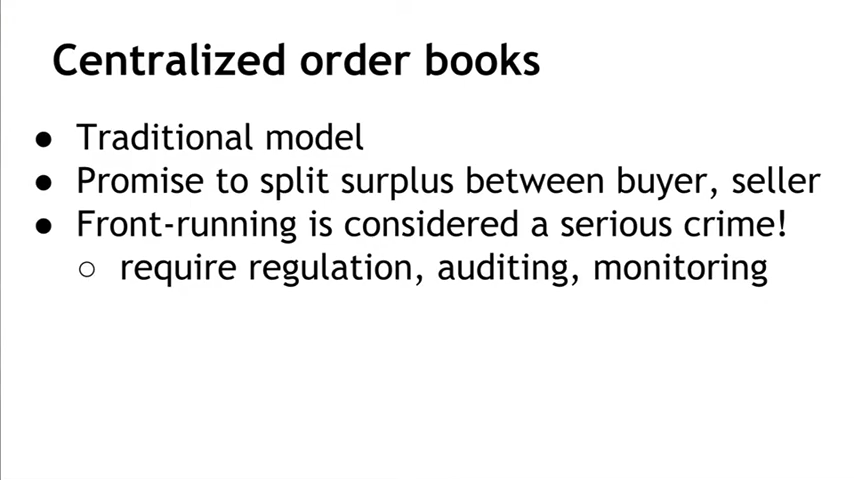 Centralized order books
● Traditional model
● Promise to split surplus between buyer, seller
● Front-running is considered a serious crime!
○ require regulation, auditing, monitoring